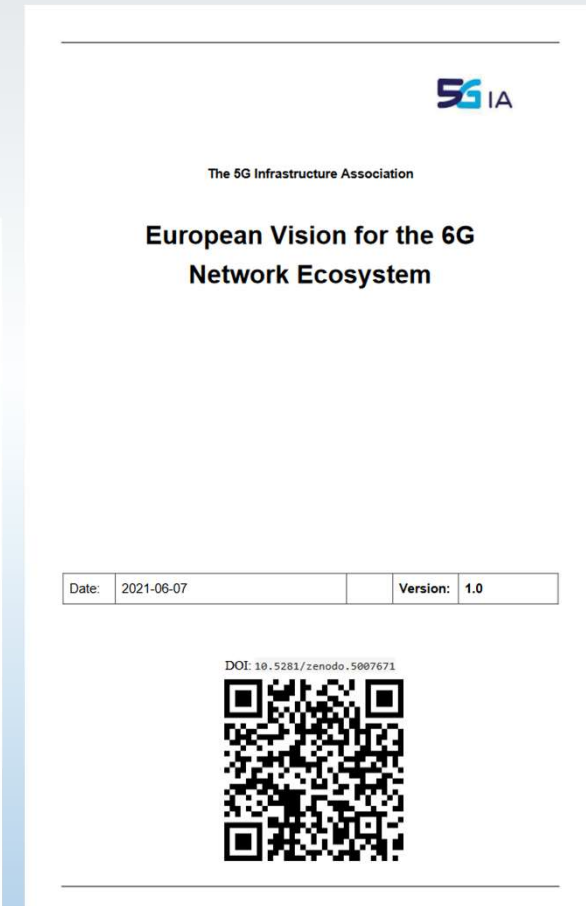 5G IA
The 5G Infrastructure Association
European Vision for the 6G
Network Ecosystem
Date: 2021-06-07 Version: 1.0
DOI: 10.5281/zenodo.5007671